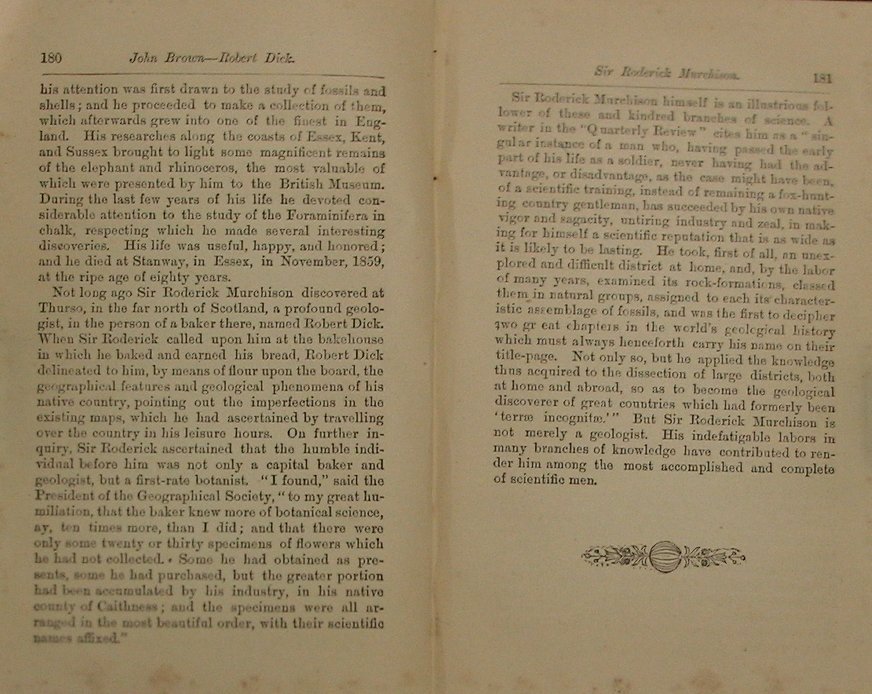 180 John Brown—Robert Dick.
his attention was first drawn to the study of fossils and
shells; and he proceeded to make a collection of them,
which afterwards grew into one of the finest in Eng-
land. His researches along the coasts of Essex, Kent,
and Sussex brought to light some magnificent remains
of the elephant and rhinoceros, the most valuable of
which were presented by him to the British Museum.
During the last few years of his life he devoted con-
siderable attention to the study of the Foraminifera in
chalk, respecting which he made several interesting
discoveries. His life was useful, happy, and honored;
and he died at Stanway, in Essex, in November, 1859,
at the ripe age of eighty years.
Not long ago Sir Roderick Murchison discovered at
Thurso, in the far north of Scotland, a profound geolo-
gist, in the person of a baker there, named Robert Dick.
When Sir Roderick called upon him at the bakehouse
in which he baked and earned his bread, Robert Dick
delineated to him, by means of flour upon the board, the
geographical features and geological phenomena of his
native country, pointing out the imperfections in the
existing maps, which he had ascertained by travelling
over the country in his leisure hours. On further in-
quiry, Sir Roderick ascertained that the humble indi-
vidual before him was not only a capital baker and
geologist, but a first-rate botanist. "I found," said the
President of the Geographical Society, "to my great hu-
miliation, that the baker knew more of botanical science,
ay, ten times more, than I did; and that there were
only some twenty or thirty specimens of flowers which
he had not collected. Some he had obtained as pre-
sents, some he had purchased, but the greater portion
had been accumulated by his industry, in his native
county of Caithness; and the specimens were all ar-
ranged in the most beautiful order, with their scientific
names affixed."
Sir Roderick Murchison. 181
Sir Roderick Murchison himself is an illustrious fol-
lower of these and kindred branches of science. A
writer in the "Quarterly Review" cites him as a "sin-
gular instance of a man who, having passed the early
part of his life as a soldier, never having had the ad-
vantage, or disadvantage, as the case might have been,
of a scientific training, instead of remaining a fox-hunt-
ing country gentleman, has succeeded by his own native
vigor and sagacity, untiring industry and zeal, in mak-
ing for himself a scientific reputation that is as wide as
it is likely to be lasting. He took, first of all, an unex-
plored and difficult district at home, and, by the labor
of many years, examined its rock-formations, classed
them in natural groups, assigned to each its character-
istic assemblage of fossils, and was the first to decipher
two gr eat chapters in the world's geological history
which must always henceforth carry his name on their
title-page. Not only so, but he applied the knowledge
thus acquired to the dissection of large districts, both
at home and abroad, so as to become the geological
discoverer of great countries which had formerly been
'terræ incognitæ.'" But Sir Roderick Murchison is
not merely a geologist. His indefatigable labors in
many branches of knowledge have contributed to ren-
der him among the most accomplished and complete
of scientific men.